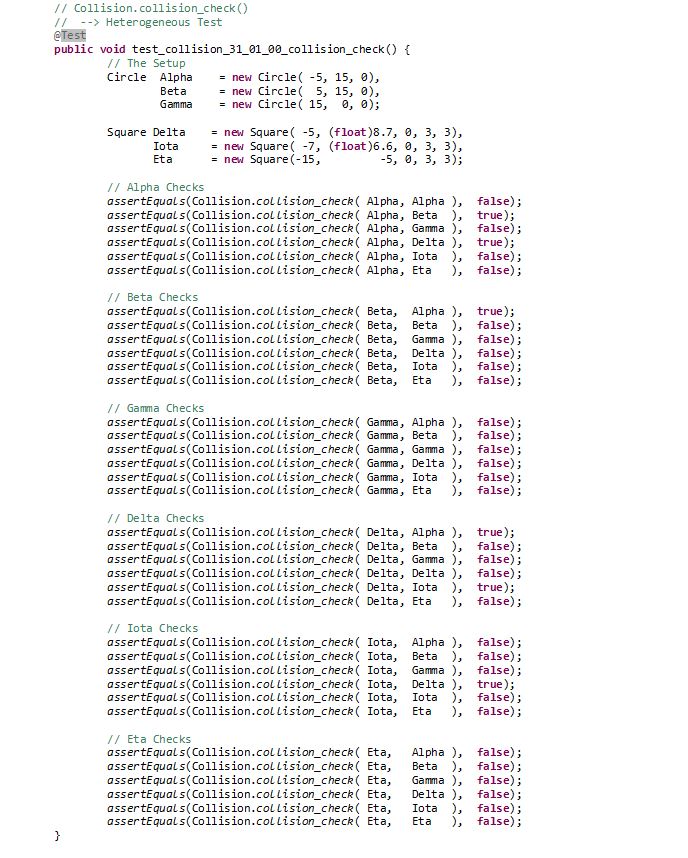 // Collision.collision_check()
//  --> Heterogeneous Test
@Test
public void test_collision_31_01_00_collision_check() {
        // The Setup
        Circle  Alpha    = new Circle( -5, 15, 0),
                Beta     = new Circle(  5, 15, 0),
                Gamma    = new Circle( 15,  0, 0);

        Square Delta    = new Square( -5, (float)8.7, 0, 3, 3),
               Iota     = new Square( -7, (float)6.6, 0, 3, 3),
               Eta      = new Square(-15,         -5, 0, 3, 3);

        // Alpha Checks
        assertEquals(Collision.collision_check( Alpha, Alpha ),  false);
        assertEquals(Collision.collision_check( Alpha, Beta  ),  true);
        assertEquals(Collision.collision_check( Alpha, Gamma ),  false);
        assertEquals(Collision.collision_check( Alpha, Delta ),  true);
        assertEquals(Collision.collision_check( Alpha, Iota  ),  false);
        assertEquals(Collision.collision_check( Alpha, Eta   ),  false);

        // Beta Checks
        assertEquals(Collision.collision_check( Beta,  Alpha ),  true);
        assertEquals(Collision.collision_check( Beta,  Beta  ),  false);
        assertEquals(Collision.collision_check( Beta,  Gamma ),  false);
        assertEquals(Collision.collision_check( Beta,  Delta ),  false);
        assertEquals(Collision.collision_check( Beta,  Iota  ),  false);
        assertEquals(Collision.collision_check( Beta,  Eta   ),  false);

        // Gamma Checks
        assertEquals(Collision.collision_check( Gamma, Alpha ),  false);
        assertEquals(Collision.collision_check( Gamma, Beta  ),  false);
        assertEquals(Collision.collision_check( Gamma, Gamma ),  false);
        assertEquals(Collision.collision_check( Gamma, Delta ),  false);
        assertEquals(Collision.collision_check( Gamma, Iota  ),  false);
        assertEquals(Collision.collision_check( Gamma, Eta   ),  false);

        // Delta Checks
        assertEquals(Collision.collision_check( Delta, Alpha ),  true);
        assertEquals(Collision.collision_check( Delta, Beta  ),  false);
        assertEquals(Collision.collision_check( Delta, Gamma ),  false);
        assertEquals(Collision.collision_check( Delta, Delta ),  false);
        assertEquals(Collision.collision_check( Delta, Iota  ),  true);
        assertEquals(Collision.collision_check( Delta, Eta   ),  false);

        // Iota Checks
        assertEquals(Collision.collision_check( Iota,  Alpha ),  false);
        assertEquals(Collision.collision_check( Iota,  Beta  ),  false);
        assertEquals(Collision.collision_check( Iota,  Gamma ),  false);
        assertEquals(Collision.collision_check( Iota,  Delta ),  true);
        assertEquals(Collision.collision_check( Iota,  Iota  ),  false);
        assertEquals(Collision.collision_check( Iota,  Eta   ),  false);

        // Eta Checks
        assertEquals(Collision.collision_check( Eta,   Alpha ),  false);
        assertEquals(Collision.collision_check( Eta,   Beta  ),  false);
        assertEquals(Collision.collision_check( Eta,   Gamma ),  false);
        assertEquals(Collision.collision_check( Eta,   Delta ),  false);
        assertEquals(Collision.collision_check( Eta,   Iota  ),  false);
        assertEquals(Collision.collision_check( Eta,   Eta   ),  false);
}